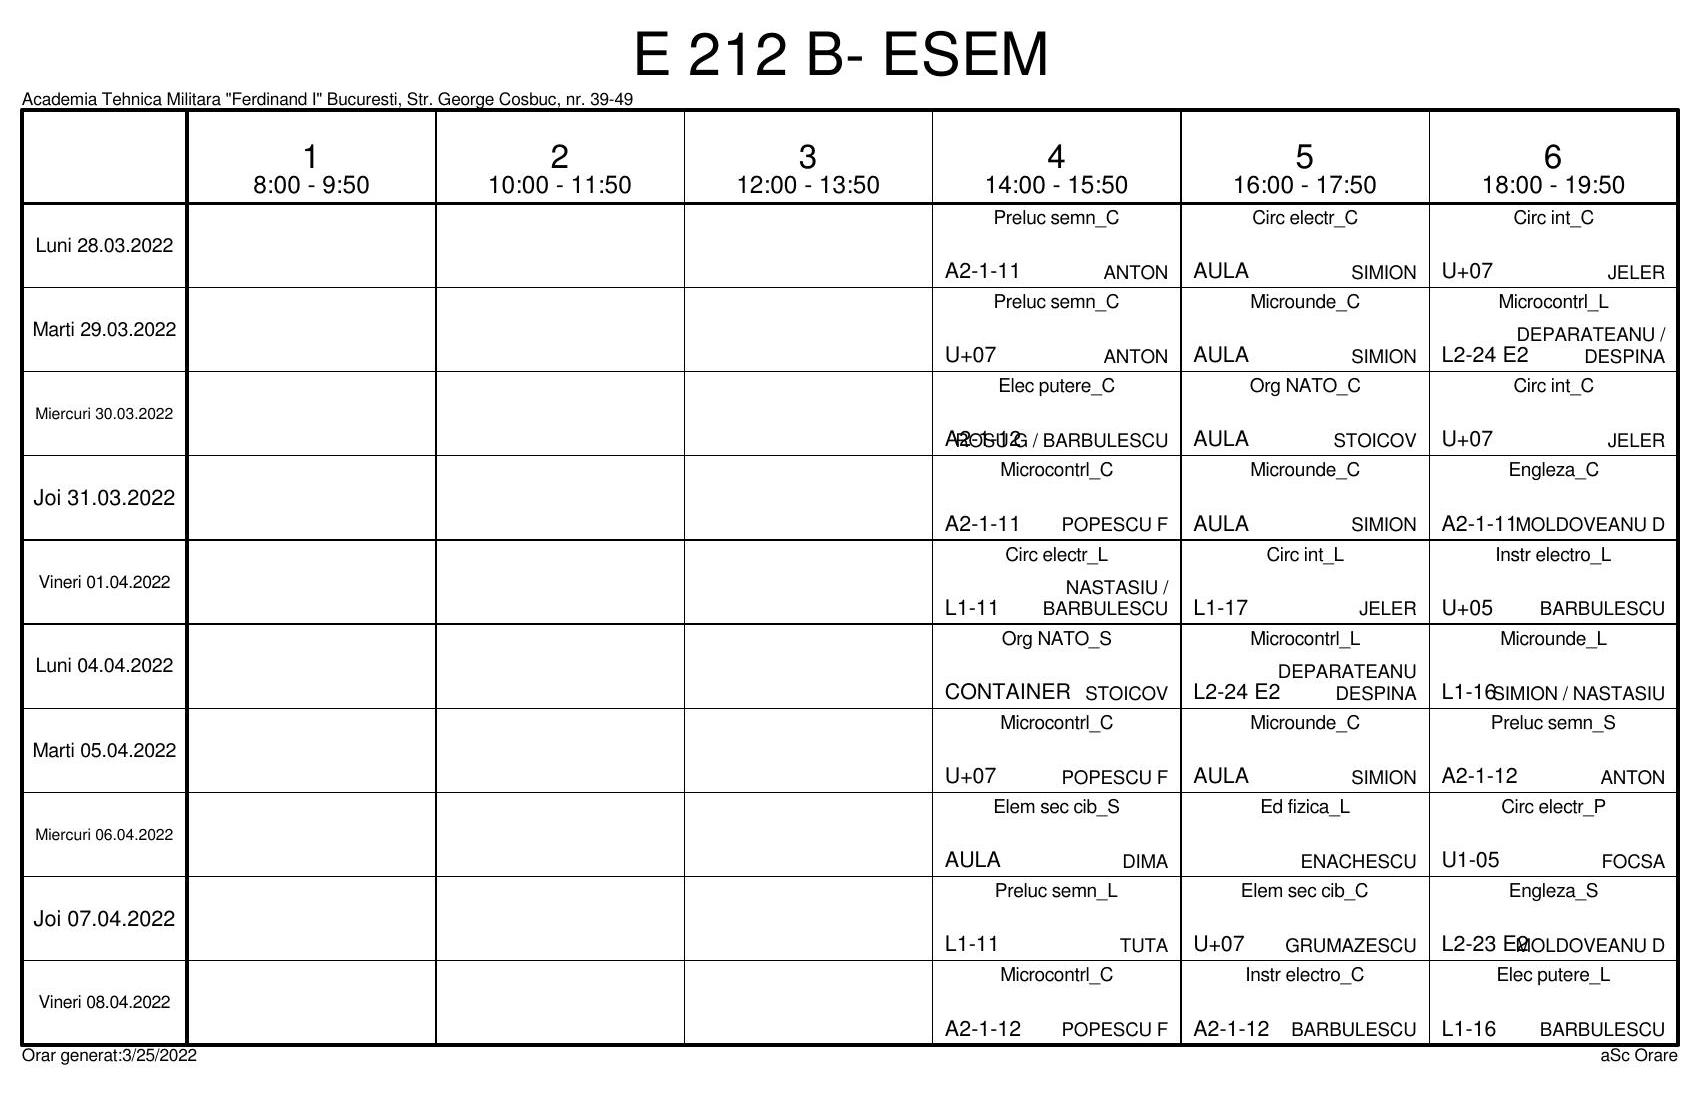 E 212 B- ESEM
Academia Tehnica Militara "Ferdinand I" Bucuresti, Str. George Cosbuc, nr. 39-49
1 2 3 4 5 6
8:00 - 9:50 10:00 - 11:50 12:00 - 13:50 14:00 - 15:50 16:00 - 17:50 18:00 - 19:50
Preluc semn_C Circ electr_C Circ int_C
Luni 28.03.2022
A2-1-11 ANTON AULA SIMION U+07 JELER
Preluc semn_C Microunde_C Microcontrl_L
Marti 29.03.2022 DEPARATEANU /
U+07 ANTON AULA SIMION L2-24 E2 DESPINA
Elec putere_C Org NATO_C Circ int_C
Miercuri 30.03.2022
A2-1-12 ROSU G / BARBULESCU AULA STOICOV U+07 JELER
Microcontrl_C Microunde_C Engleza_C
Joi 31.03.2022
A2-1-11 POPESCU F AULA SIMION A2-1-11 MOLDOVEANU D
Circ electr_L Circ int_L Instr electro_L
Vineri 01.04.2022 NASTASIU /
L1-11 BARBULESCU L1-17 JELER U+05 BARBULESCU
Org NATO_S Microcontrl_L Microunde_L
Luni 04.04.2022 DEPARATEANU
CONTAINER STOICOV L2-24 E2 DESPINA L1-16 SIMION / NASTASIU
Microcontrl_C Microunde_C Preluc semn_S
Marti 05.04.2022
U+07 POPESCU F AULA SIMION A2-1-12 ANTON
Elem sec cib_S Ed fizica_L Circ electr_P
Miercuri 06.04.2022
AULA DIMA ENACHESCU U1-05 FOCSA
Preluc semn_L Elem sec cib_C Engleza_S
Joi 07.04.2022
L1-11 TUTA U+07 GRUMAZESCU L2-23 E2 MOLDOVEANU D
Microcontrl_C Instr electro_C Elec putere_L
Vineri 08.04.2022
A2-1-12 POPESCU F A2-1-12 BARBULESCU L1-16 BARBULESCU
Orar generat:3/25/2022 aSc Orare